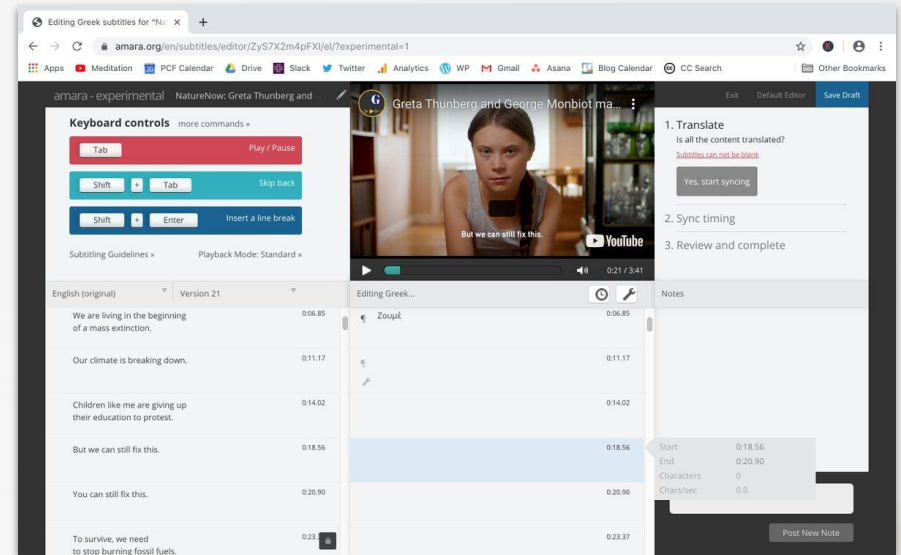 Editing Greek subtitles for "Nat
amara.org/en/subtitles/editor/ZyS7X2m4pFXI/el/?experimental=1
Apps Meditation 20 PCF Calendar Drive Slack Twitter Analytics WP Gmail Asana Blog Calendar CC Search Other Bookmarks
amara - experimental NatureNow: Greta Thunberg and
Exit Default Editor Save Draft
Keyboard controls more commands »
Tab Play / Pause
Shift + Tab Skip back
Shift + Enter Insert a line break
Subtitling Guidelines » Playback Mode: Standard »
G Greta Thunberg and George Monbiot ma...
But we can still fix this.
YouTube
0:21 / 3:41
1. Translate
Is all the content translated?
Subtitles can not be blank
Yes, start syncing
2. Sync timing
3. Review and complete
English (original) Version 21
Editing Greek...
Notes
We are living in the beginning 0:06.85
of a mass extinction.
¶ Ζουμέ 0:06.85
Our climate is breaking down. 0:11.17
¶ 0:11.17
Children like me are giving up 0:14.02
their education to protest.
0:14.02
But we can still fix this. 0:18.56
0:18.56
Start 0:18.56
End 0:20.90
Characters 0
Chars/sec 0.0
You can still fix this. 0:20.90
0:20.90
To survive, we need 0:23.
to stop burning fossil fuels.
0:23.37
Post New Note